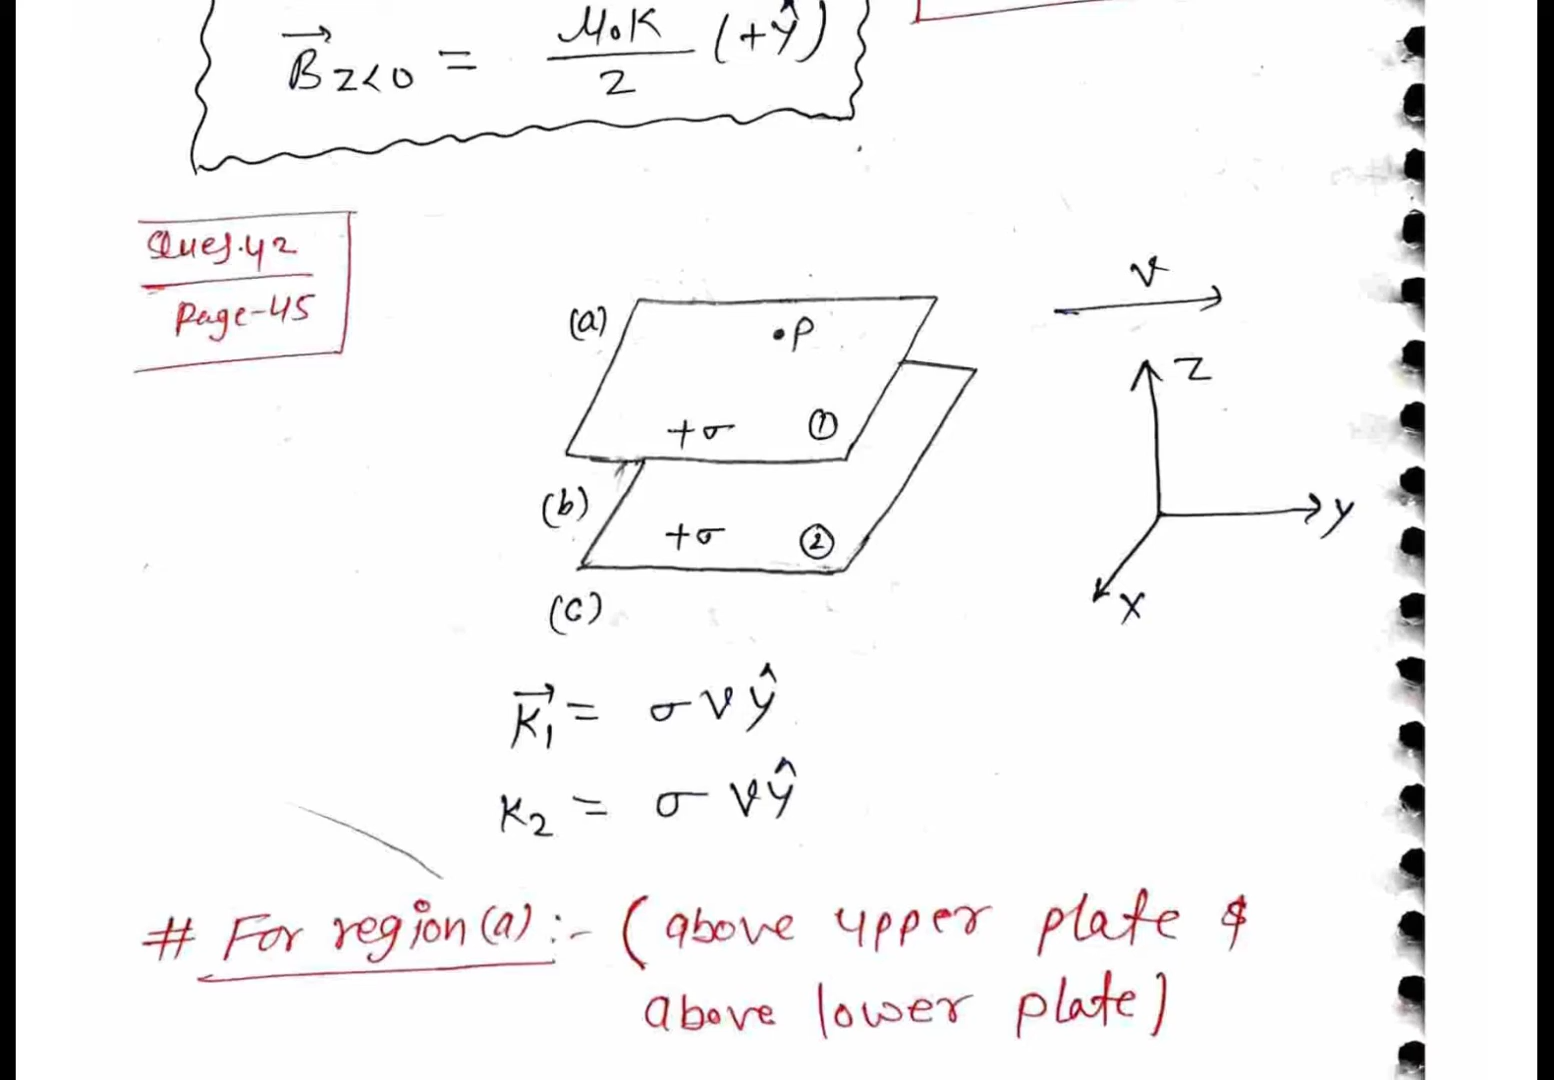 B⃗ z<0 = μ₀K/2 (+ŷ)
Ques.42
Page-45
v
(a) •P
z
+σ ①
(b)
y
+σ ②
(c)
x
K⃗₁ = σvŷ
K₂ = σvŷ
# For region (a) :- (above upper plate &
above lower plate)